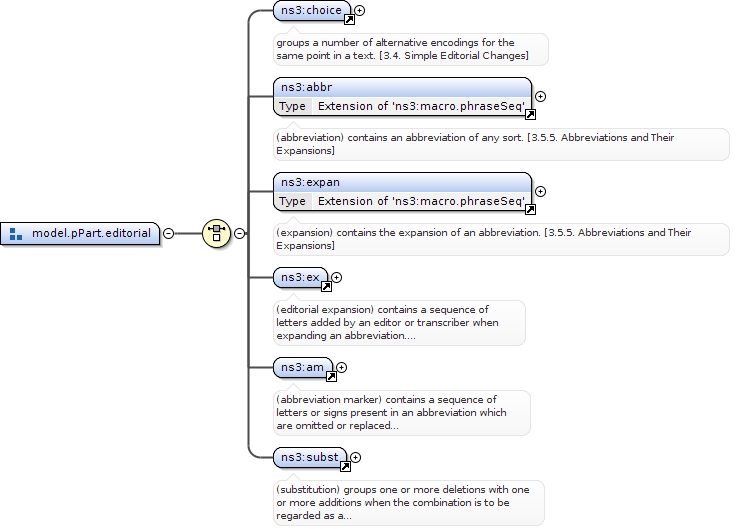 ns3:choice
groups a number of alternative encodings for the
same point in a text. [3.4. Simple Editorial Changes]
ns3:abbr
Type Extension of 'ns3:macro.phraseSeq'
(abbreviation) contains an abbreviation of any sort. [3.5.5. Abbreviations and Their
Expansions]
ns3:expan
Type Extension of 'ns3:macro.phraseSeq'
(expansion) contains the expansion of an abbreviation. [3.5.5. Abbreviations and Their
Expansions]
model.pPart.editorial
ns3:ex
(editorial expansion) contains a sequence of
letters added by an editor or transcriber when
expanding an abbreviation....
ns3:am
(abbreviation marker) contains a sequence of
letters or signs present in an abbreviation which
are omitted or replaced...
ns3:subst
(substitution) groups one or more deletions with one
or more additions when the combination is to be
regarded as a...